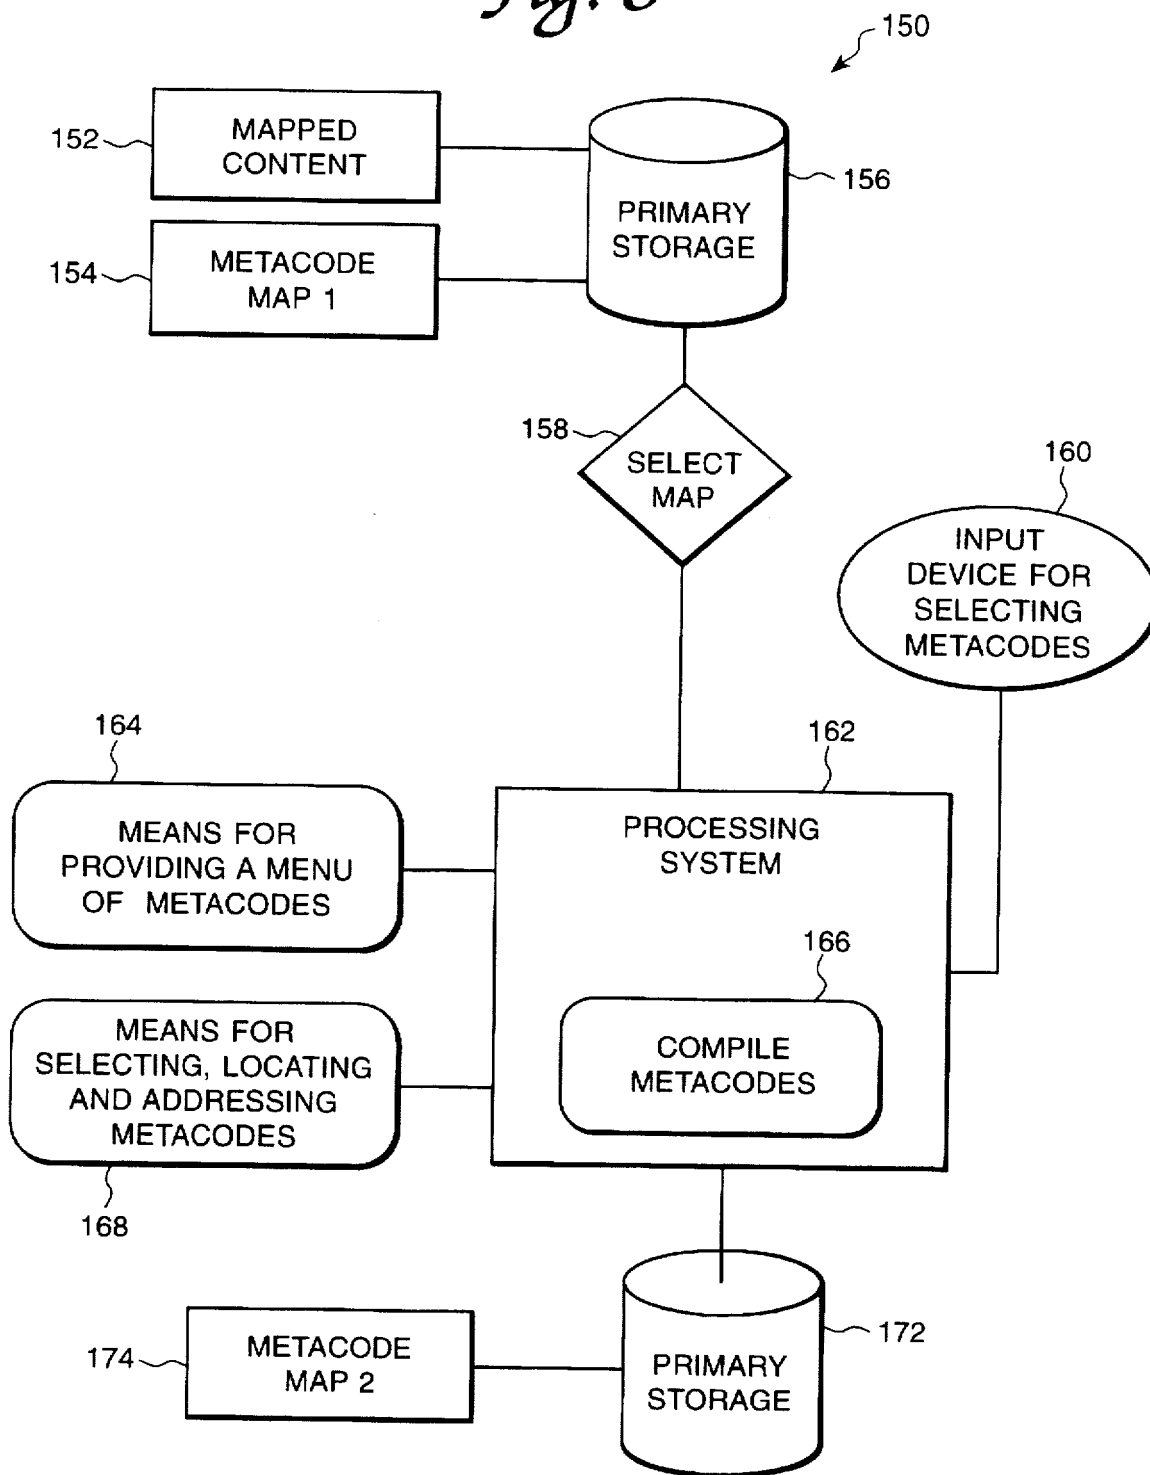 150
152
MAPPED
CONTENT
PRIMARY
STORAGE
156
154
METACODE
MAP 1
158
SELECT
MAP
160
INPUT
DEVICE FOR
SELECTING
METACODES
164
162
MEANS FOR
PROVIDING A MENU
OF METACODES
PROCESSING
SYSTEM
166
MEANS FOR
SELECTING, LOCATING
AND ADDRESSING
METACODES
COMPILE
METACODES
168
174
METACODE
MAP 2
172
PRIMARY
STORAGE